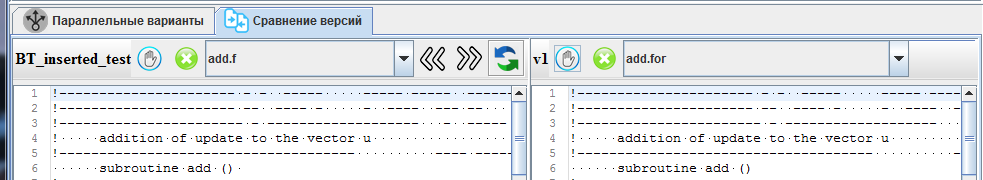 Параллельные варианты Сравнение версий
BT_inserted_test add.f v1 add.for
1 !
2 !
3 !
4 ! addition of update to the vector u
5 !
6 subroutine add ()
1 !
2 !
3 !
4 ! addition of update to the vector u
5 !
6 subroutine add ()